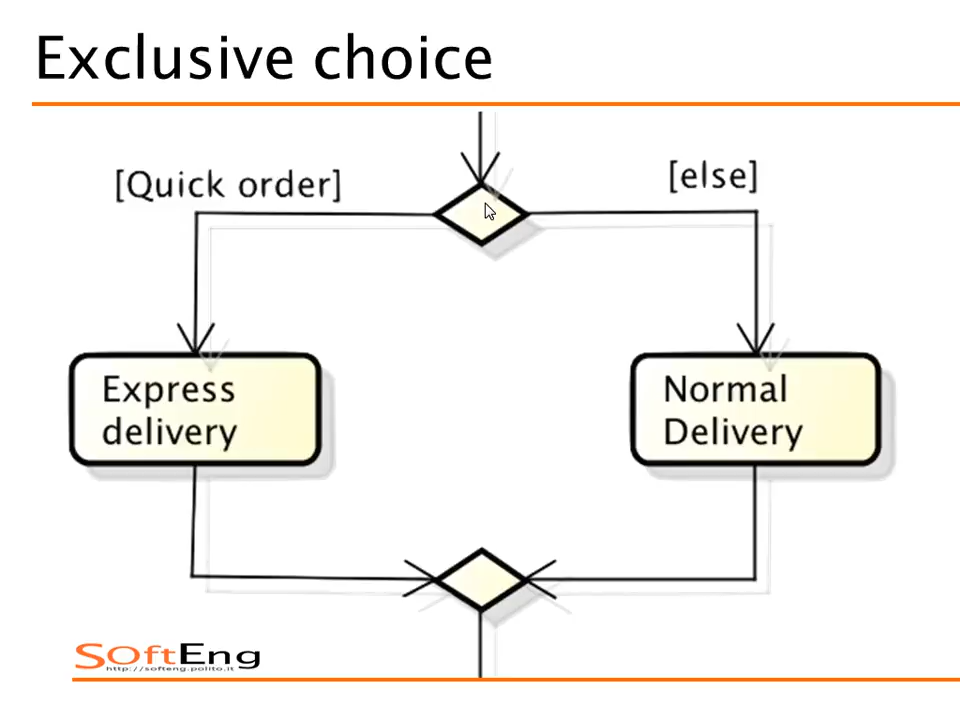 Exclusive choice
[Quick order]
[else]
Express
delivery
Normal
Delivery
SOftEng
http://softeng.polito.it